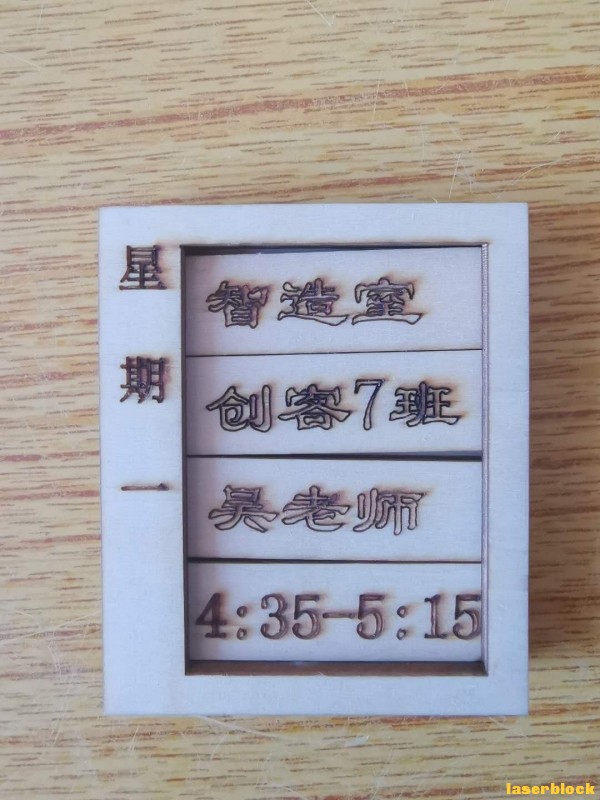 星期一
智造室
创客7班
吴老师
4:35-5:15
laserblock